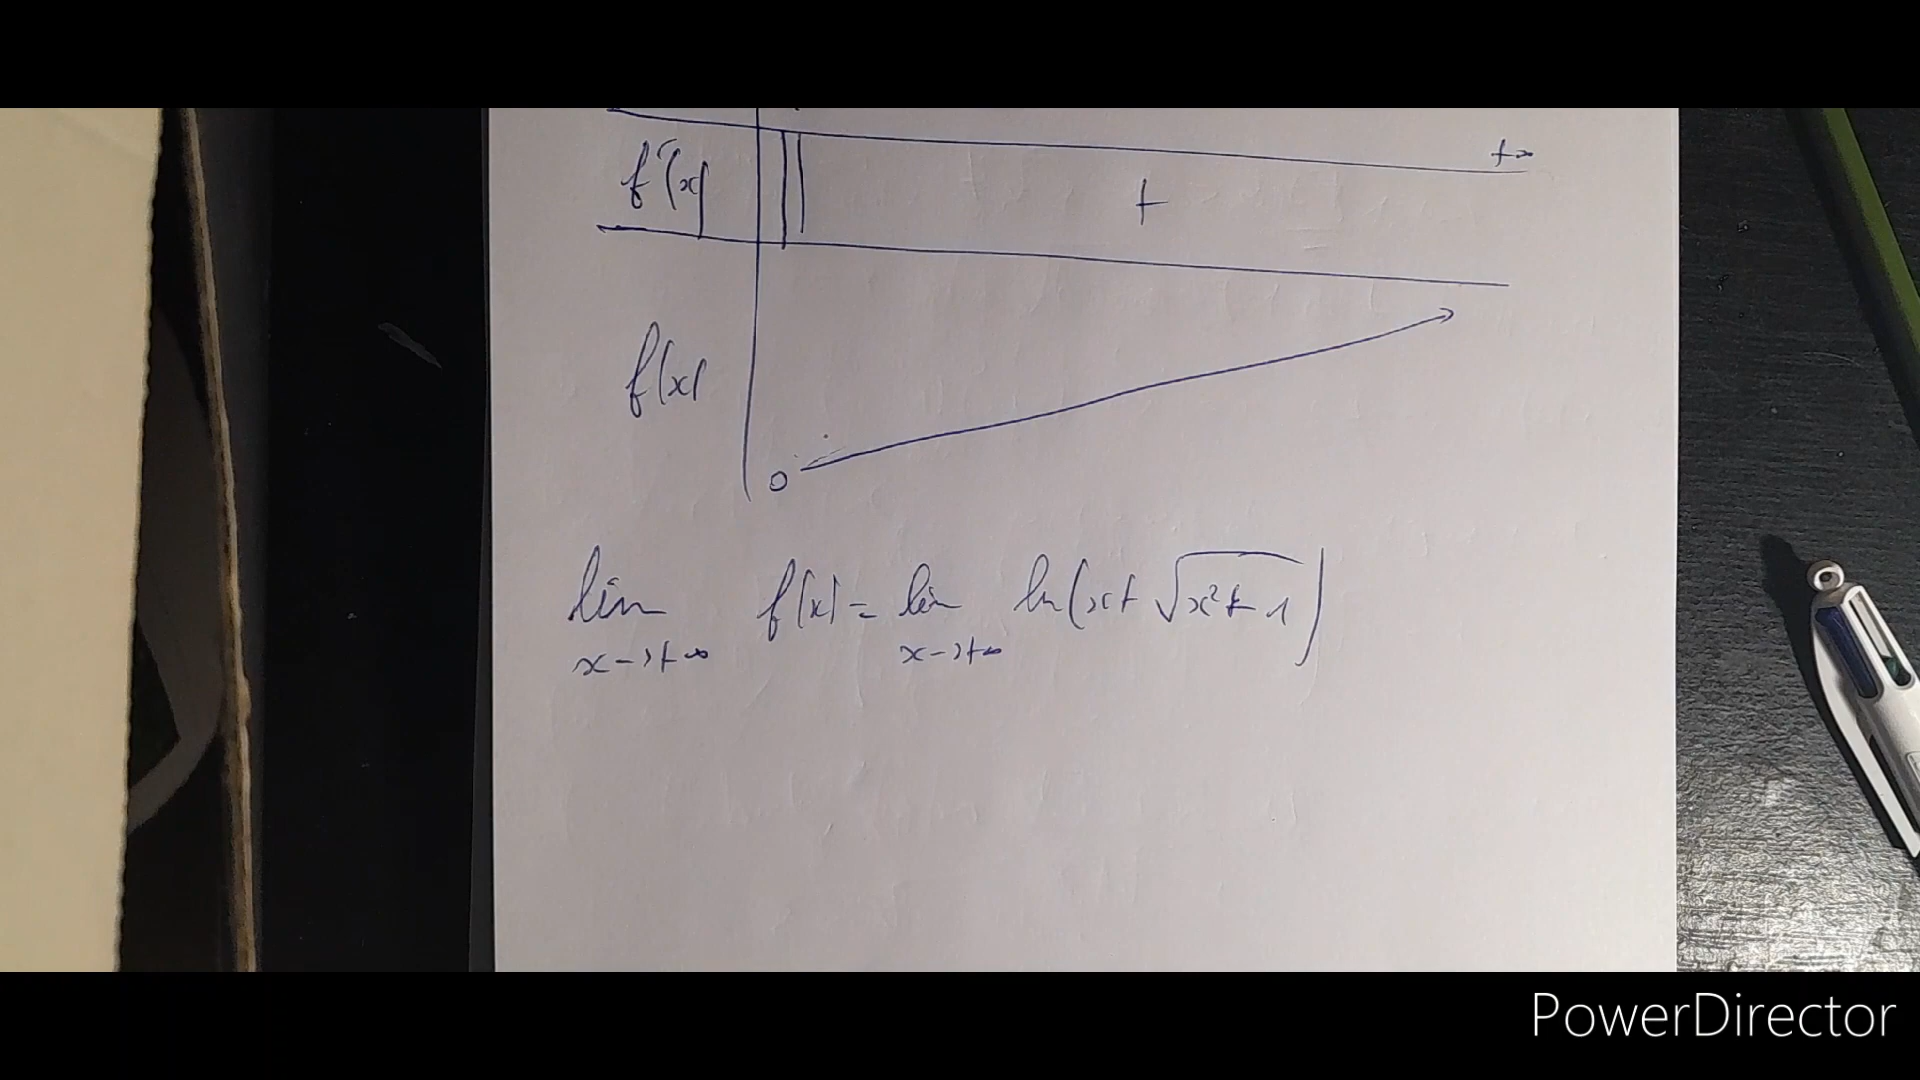 +∞
f'(x) +
f(x)
0
lim f(x) = lim ln(x+√x²+-1)
x->+∞ x->+∞
PowerDirector